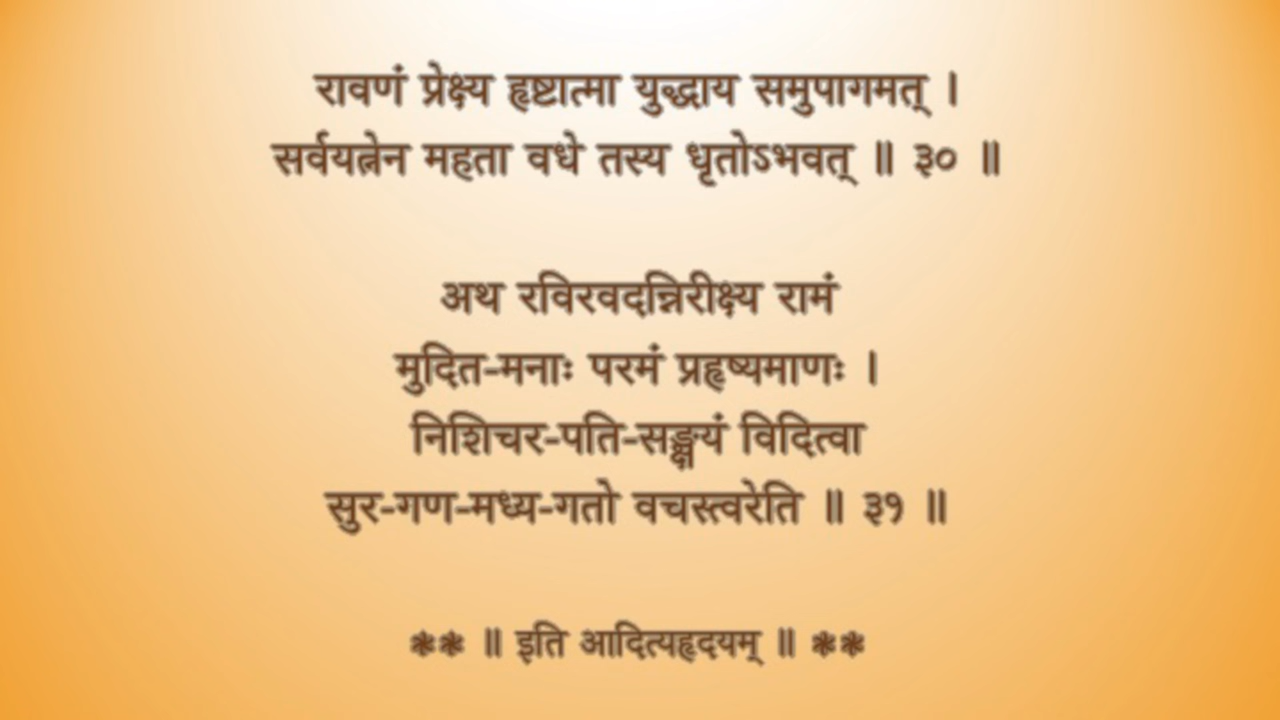 रावणं प्रेक्ष्य हृष्टात्मा युद्धाय समुपागमत् ।
सर्वयत्नेन महता वधे तस्य धृतोऽभवत् ॥ ३० ॥
अथ रविरवदन्निरीक्ष्य रामं
मुदित-मनाः परमं प्रहृष्यमाणः ।
निशिचर-पति-सङ्क्षयं विदित्वा
सुर-गण-मध्य-गतो वचस्त्वरेति ॥ ३१ ॥
** ॥ इति आदित्यहृदयम् ॥ **